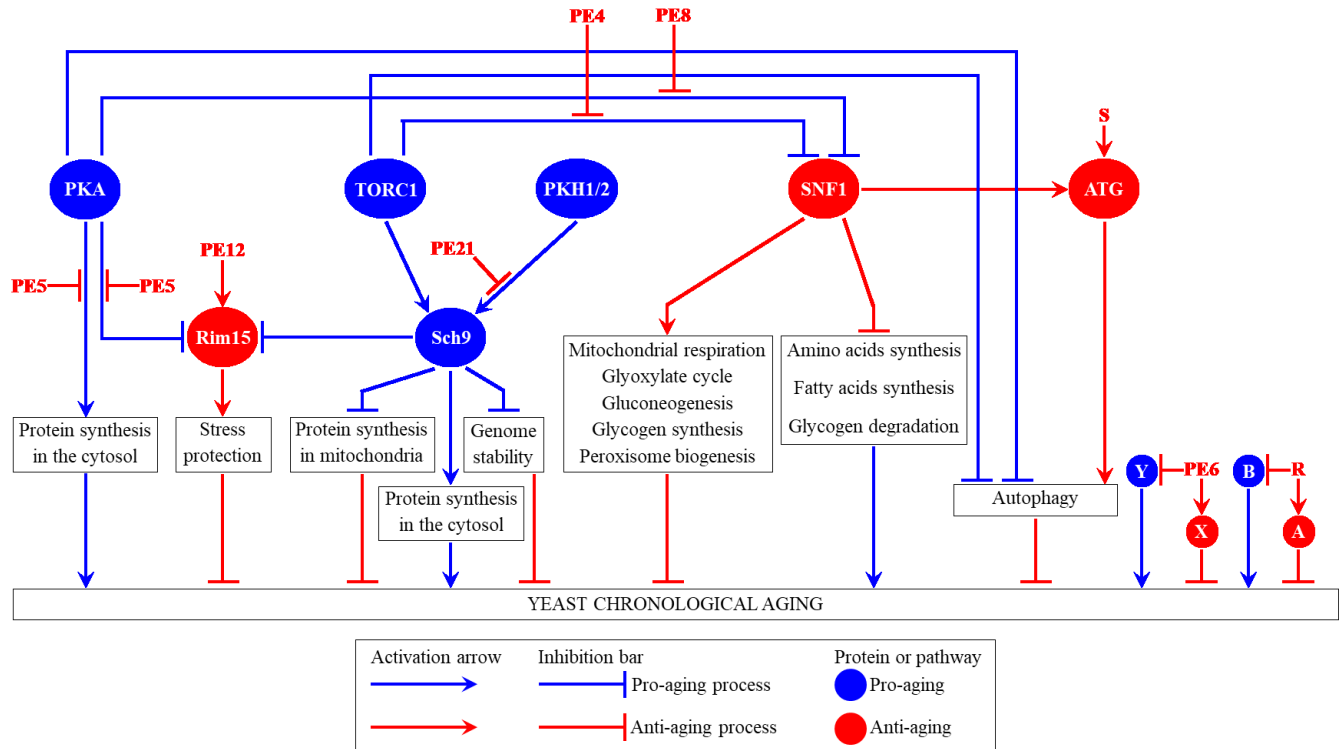 PE4
PE8
S
PKA
TORC1
PKH1/2
SNF1
ATG
PE12
PE21
PE5
PE5
Rim15
Sch9
Mitochondrial respiration
Glyoxylate cycle
Gluconeogenesis
Glycogen synthesis
Peroxisome biogenesis
Amino acids synthesis
Fatty acids synthesis
Glycogen degradation
Protein synthesis
in the cytosol
Stress
protection
Protein synthesis
in mitochondria
Genome
stability
Protein synthesis
in the cytosol
Autophagy
Y
PE6
B
R
X
A
YEAST CHRONOLOGICAL AGING
Activation arrow
Inhibition bar
Protein or pathway
Pro-aging process
Pro-aging
Anti-aging process
Anti-aging